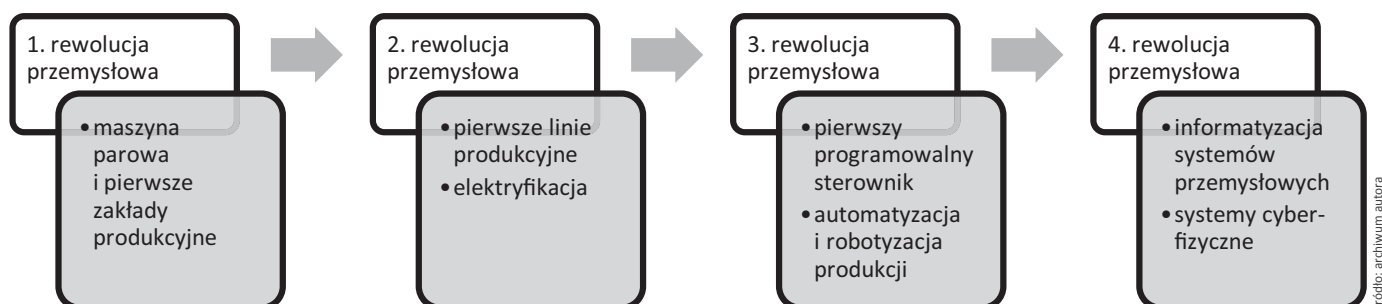 1. rewolucja
przemysłowa
• maszyna
parowa
i pierwsze
zakłady
produkcyjne
2. rewolucja
przemysłowa
• pierwsze linie
produkcyjne
• elektryfikacja
3. rewolucja
przemysłowa
• pierwszy
programowalny
sterownik
• automatyzacja
i robotyzacja
produkcji
4. rewolucja
przemysłowa
• informatyzacja
systemów
przemysłowych
• systemy cyber-
fizyczne
archiwum autora